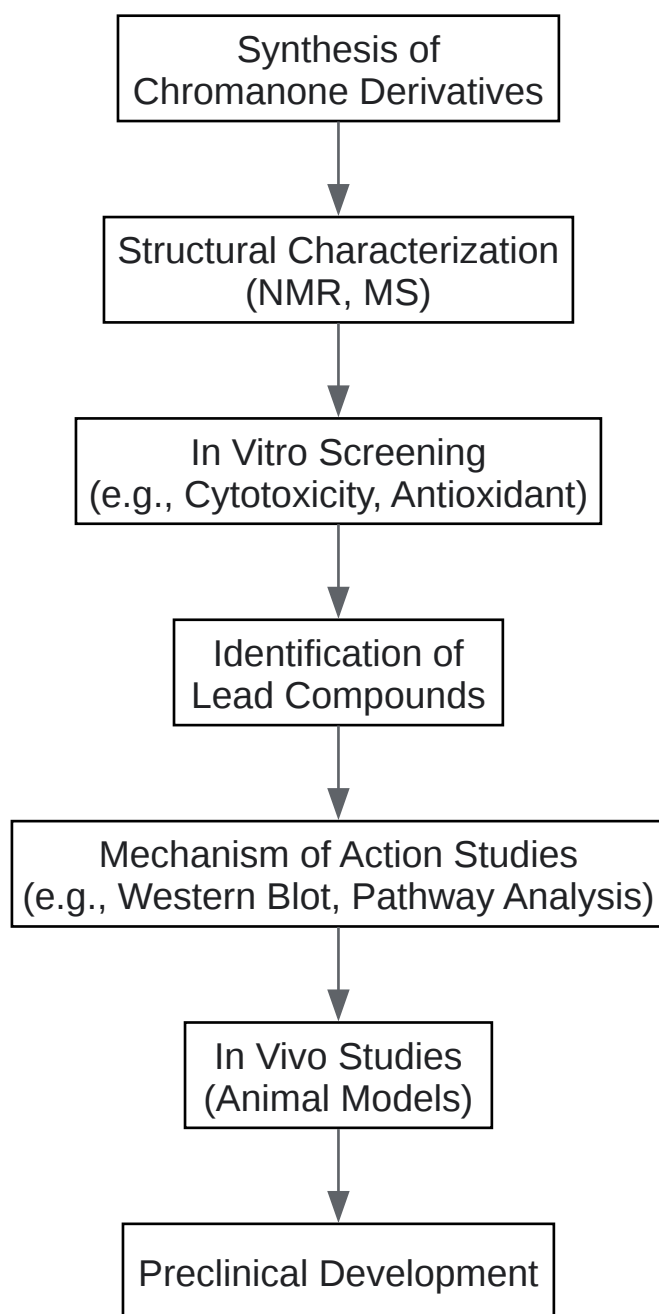 Synthesis of
Chromanone Derivatives
Structural Characterization
(NMR, MS)
In Vitro Screening
(e.g., Cytotoxicity, Antioxidant)
Identification of
Lead Compounds
Mechanism of Action Studies
(e.g., Western Blot, Pathway Analysis)
In Vivo Studies
(Animal Models)
Preclinical Development